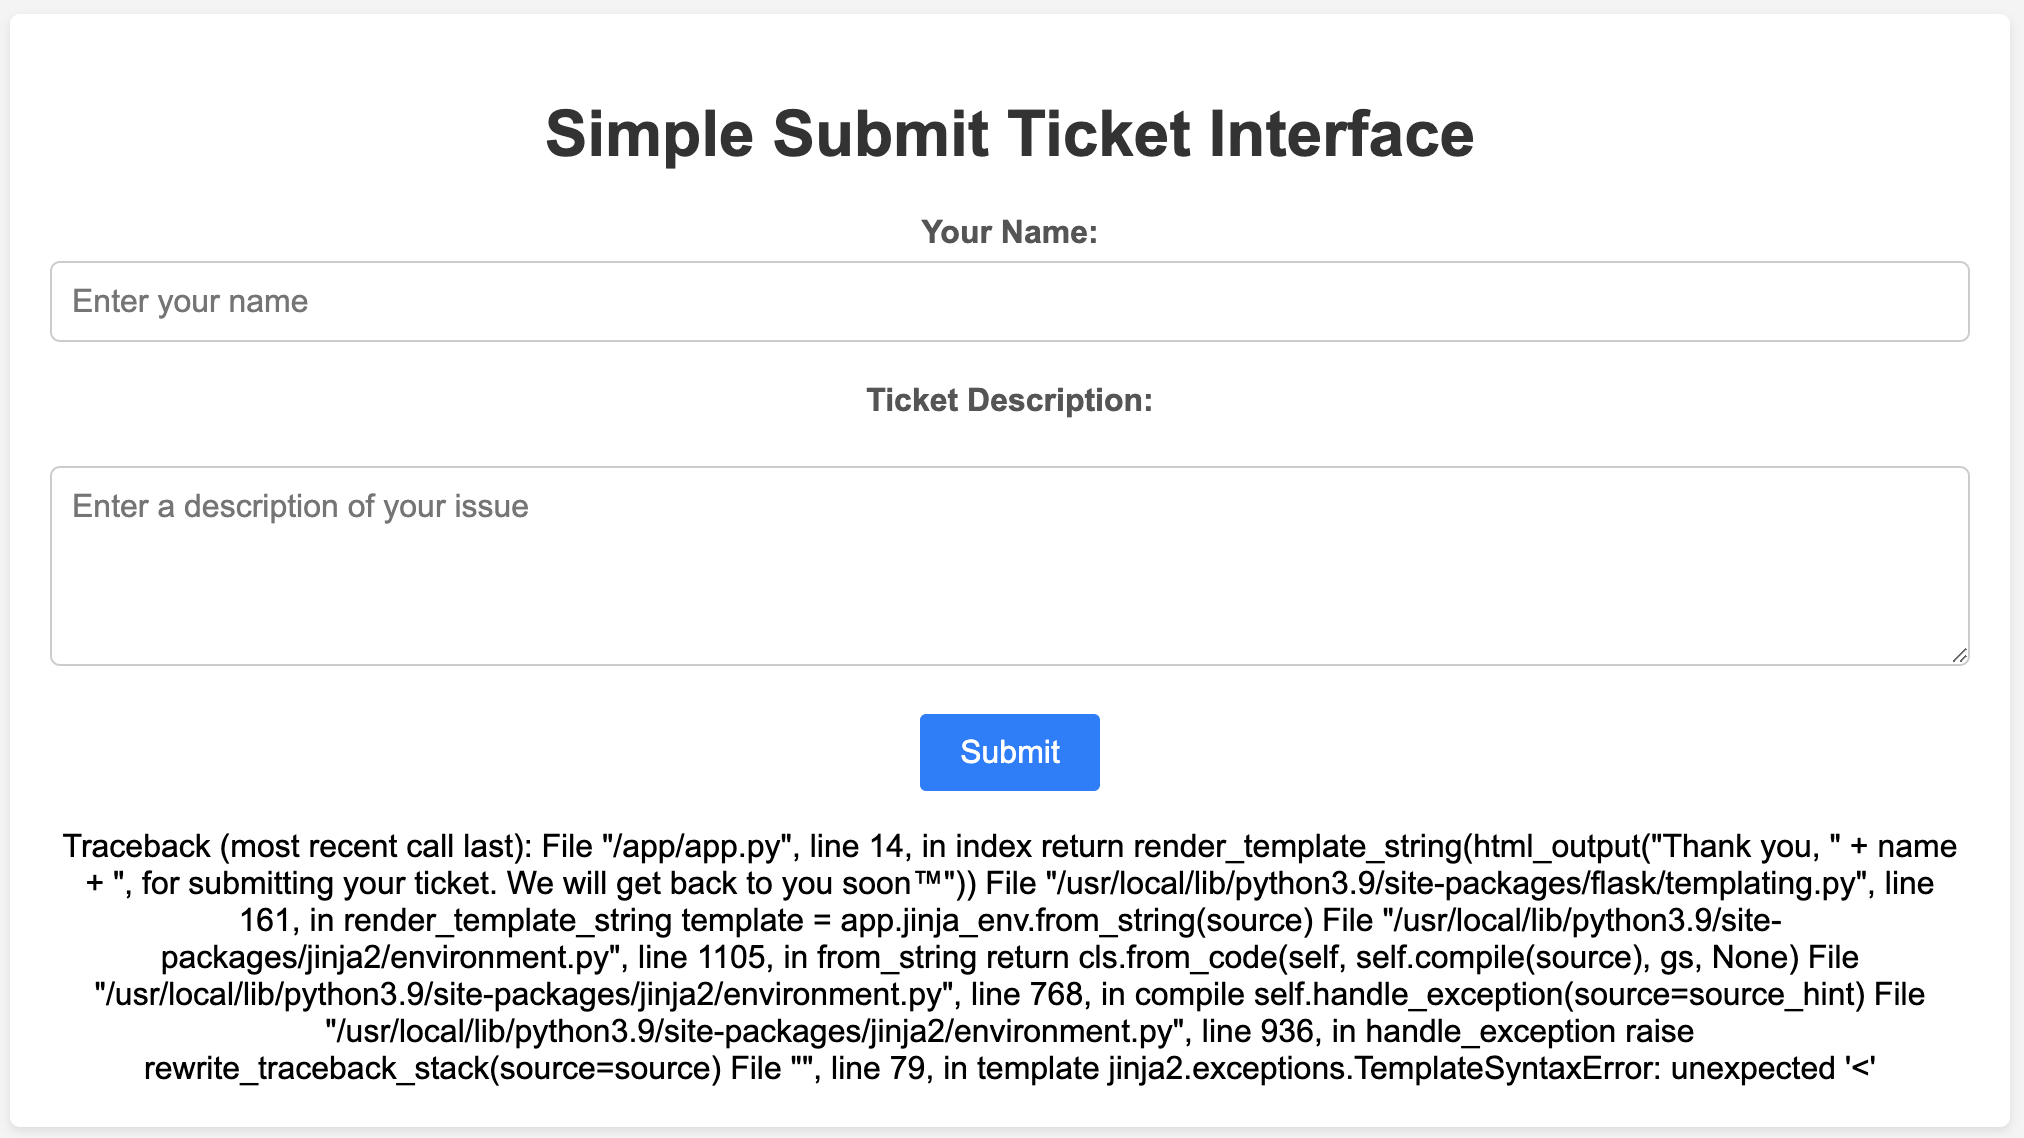 Simple Submit Ticket Interface
Your Name:
Enter your name
Ticket Description:
Enter a description of your issue
Submit
Traceback (most recent call last): File "/app/app.py", line 14, in index return render_template_string(html_output("Thank you, " + name
+ ", for submitting your ticket. We will get back to you soon™")) File "/usr/local/lib/python3.9/site-packages/flask/templating.py", line
161, in render_template_string template = app.jinja_env.from_string(source) File "/usr/local/lib/python3.9/site-
packages/jinja2/environment.py", line 1105, in from_string return cls.from_code(self, self.compile(source), gs, None) File
"/usr/local/lib/python3.9/site-packages/jinja2/environment.py", line 768, in compile self.handle_exception(source=source_hint) File
"/usr/local/lib/python3.9/site-packages/jinja2/environment.py", line 936, in handle_exception raise
rewrite_traceback_stack(source=source) File "", line 79, in template jinja2.exceptions.TemplateSyntaxError: unexpected '<'